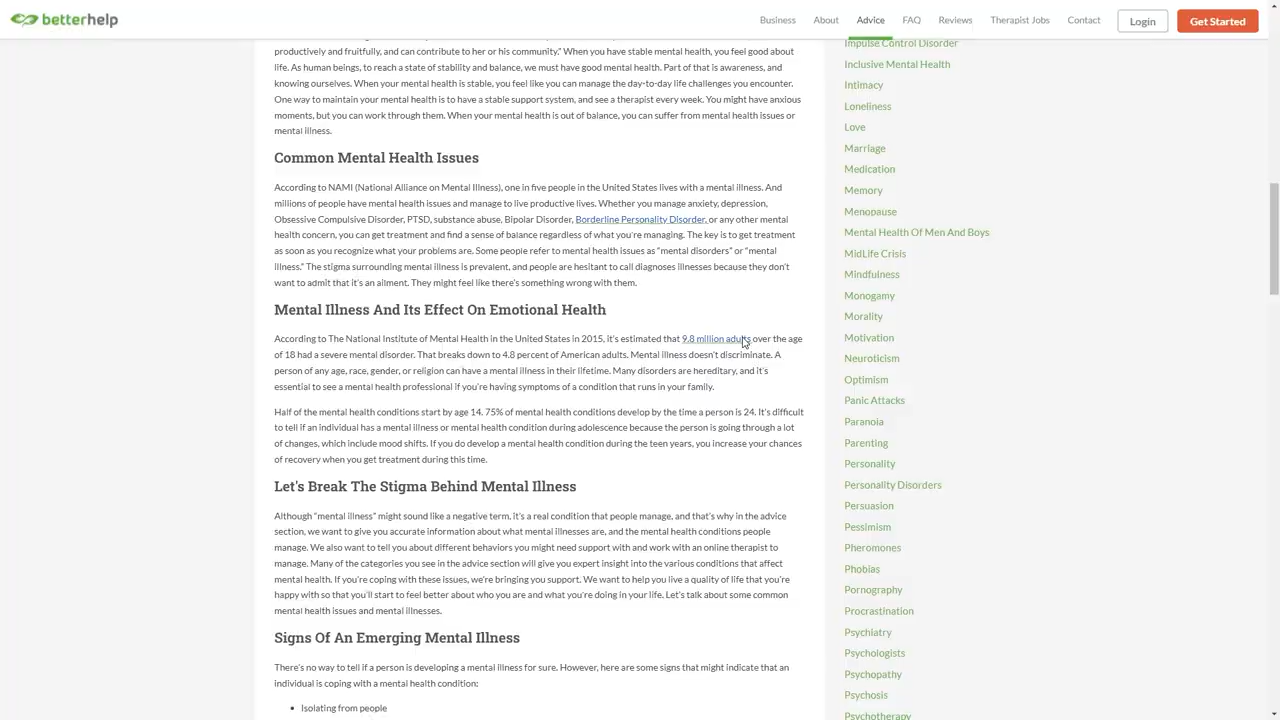 betterhelp
Business
About
Advice
FAQ
Reviews
Therapist Jobs
Contact
Login
Get Started
productively and fruitfully, and can contribute to her or his community.” When you have stable mental health, you feel good about
life. As human beings, to reach a state of stability and balance, we must have good mental health. Part of that is awareness, and
knowing ourselves. When your mental health is stable, you feel like you can manage the day-to-day life challenges you encounter.
One way to maintain your mental health is to have a stable support system, and see a therapist every week. You might have anxious
moments, but you can work through them. When your mental health is out of balance, you can suffer from mental health issues or
mental illness.
Common Mental Health Issues
According to NAMI (National Alliance on Mental Illness), one in five people in the United States lives with a mental illness. And
millions of people have mental health issues and manage to live productive lives. Whether you manage anxiety, depression,
Obsessive Compulsive Disorder, PTSD, substance abuse, Bipolar Disorder, Borderline Personality Disorder, or any other mental
health concern, you can get treatment and find a sense of balance regardless of what you’re managing. The key is to get treatment
as soon as you recognize what your problems are. Some people refer to mental health issues as “mental disorders” or “mental
illness.” The stigma surrounding mental illness is prevalent, and people are hesitant to call diagnoses illnesses because they don’t
want to admit that it’s an ailment. They might feel like there’s something wrong with them.
Mental Illness And Its Effect On Emotional Health
According to The National Institute of Mental Health in the United States in 2015, it’s estimated that 9.8 million adults over the age
of 18 had a severe mental disorder. That breaks down to 4.8 percent of American adults. Mental illness doesn’t discriminate. A
person of any age, race, gender, or religion can have a mental illness in their lifetime. Many disorders are hereditary, and it’s
essential to see a mental health professional if you’re having symptoms of a condition that runs in your family.
Half of the mental health conditions start by age 14. 75% of mental health conditions develop by the time a person is 24. It’s difficult
to tell if an individual has a mental illness or mental health condition during adolescence because the person is going through a lot
of changes, which include mood shifts. If you do develop a mental health condition during the teen years, you increase your chances
of recovery when you get treatment during this time.
Let's Break The Stigma Behind Mental Illness
Although “mental illness” might sound like a negative term, it’s a real condition that people manage, and that’s why in the advice
section, we want to give you accurate information about what mental illnesses are, and the mental health conditions people
manage. We also want to tell you about different behaviors you might need support with and work with an online therapist to
manage. Many of the categories you see in the advice section will give you expert insight into the various conditions that affect
mental health. If you’re coping with these issues, we’re bringing you support. We want to help you live a quality of life that you’re
happy with so that you’ll start to feel better about who you are and what you’re doing in your life. Let’s talk about some common
mental health issues and mental illnesses.
Signs Of An Emerging Mental Illness
There’s no way to tell if a person is developing a mental illness for sure. However, here are some signs that might indicate that an
individual is coping with a mental health condition:
• Isolating from people
Impulse Control Disorder
Inclusive Mental Health
Intimacy
Loneliness
Love
Marriage
Medication
Memory
Menopause
Mental Health Of Men And Boys
MidLife Crisis
Mindfulness
Monogamy
Morality
Motivation
Neuroticism
Optimism
Panic Attacks
Paranoia
Parenting
Personality
Personality Disorders
Persuasion
Pessimism
Pheromones
Phobias
Pornography
Procrastination
Psychiatry
Psychologists
Psychopathy
Psychosis
Psychotherapy